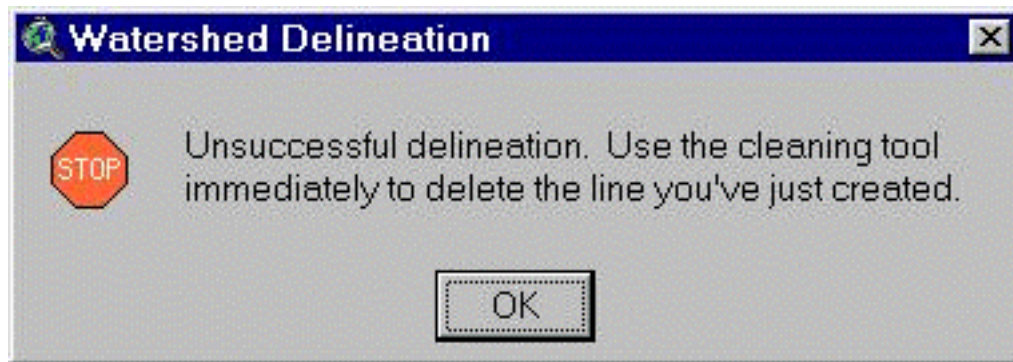 Watershed Delineation
STOP
Unsuccessful delineation.  Use the cleaning tool
immediately to delete the line you've just created.
OK